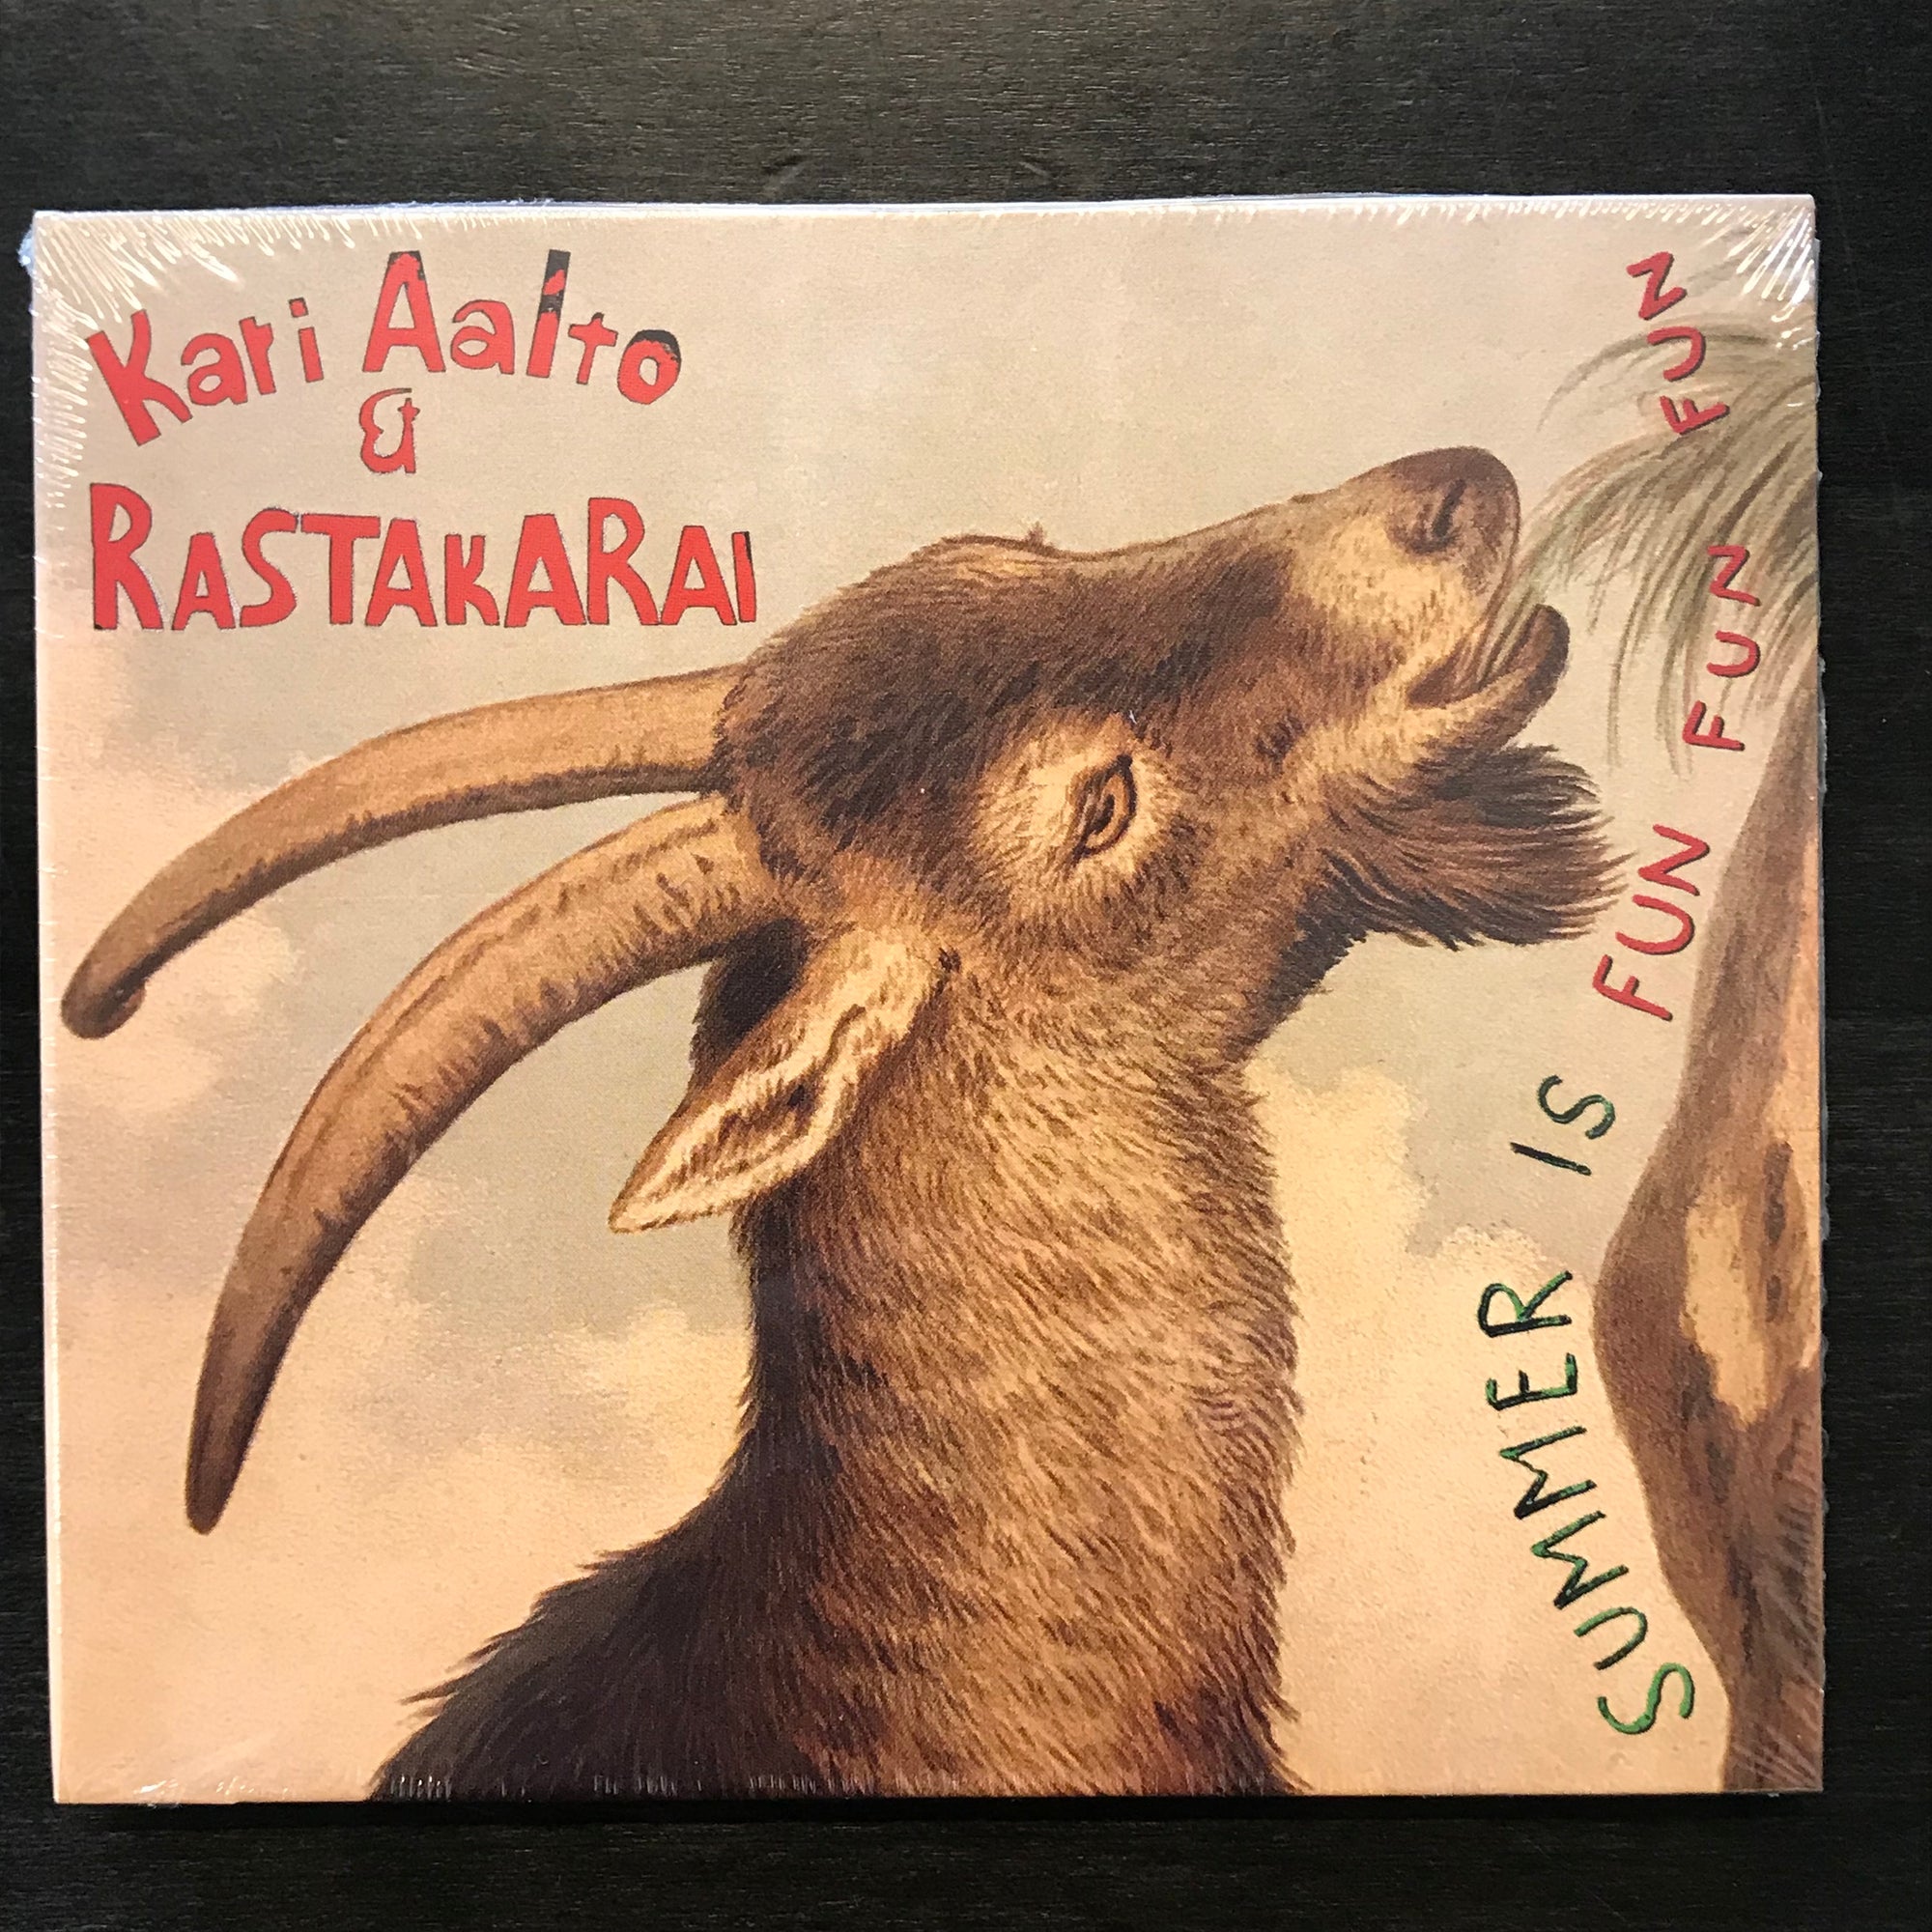 Kari Aalto
&
RASTAKARAI
SUMMER IS FUN FUN FUN